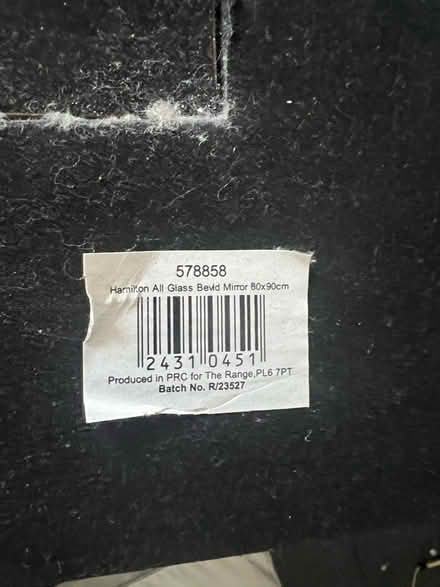 578858
Hamilton All Glass Bevld Mirror 80x90cm
2431 0451
Produced in PRC for The Range,PL6 7PT
Batch No. R/23527